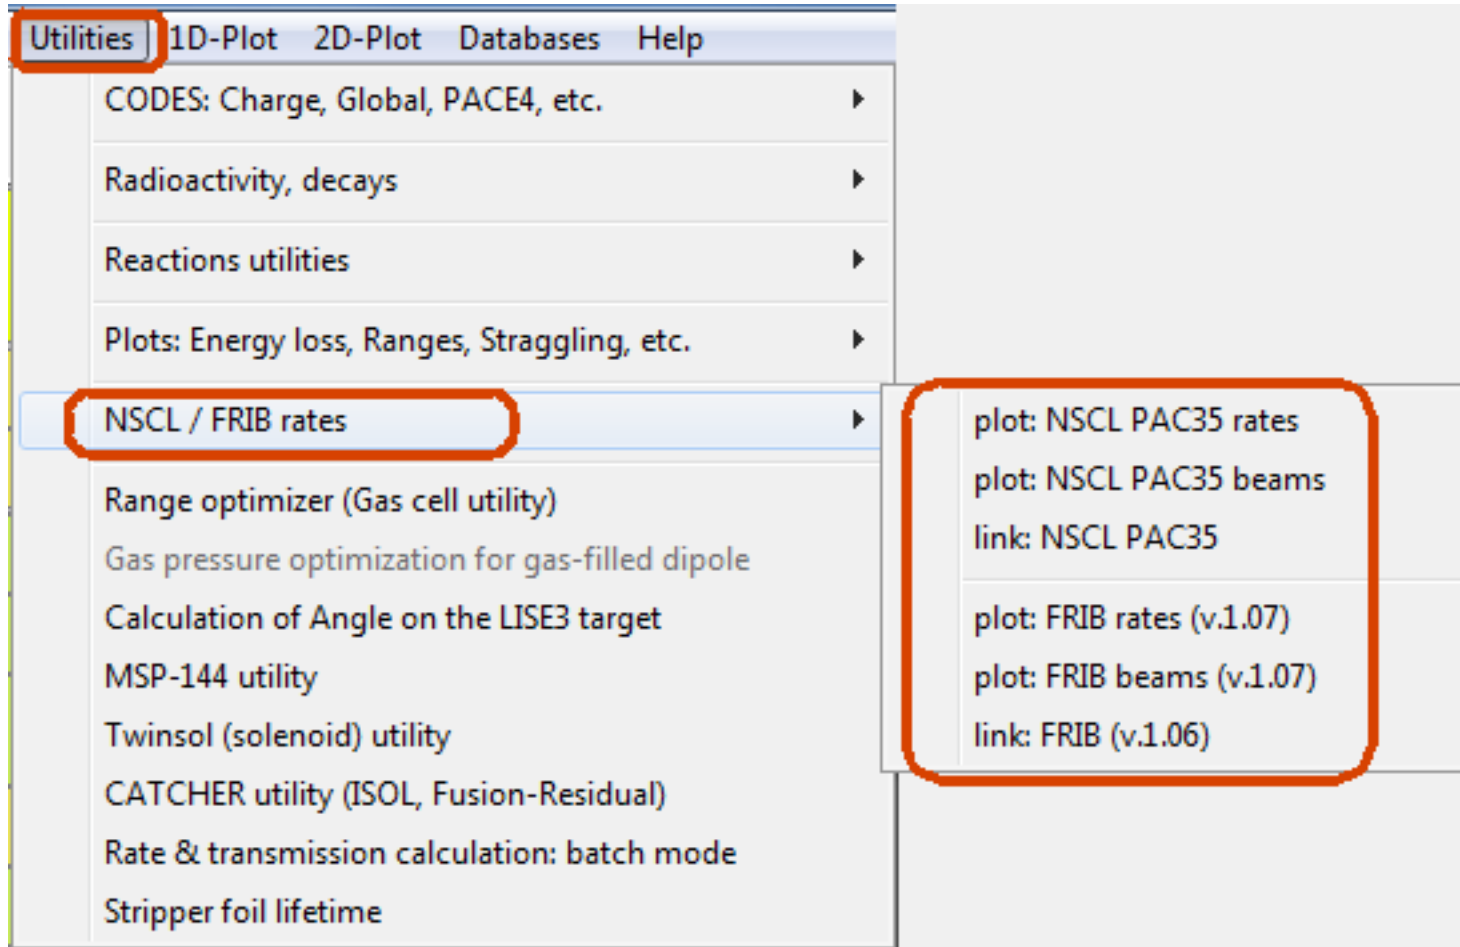 Utilities 1D-Plot 2D-Plot Databases Help
CODES: Charge, Global, PACE4, etc.
Radioactivity, decays
Reactions utilities
Plots: Energy loss, Ranges, Straggling, etc.
NSCL / FRIB rates
Range optimizer (Gas cell utility)
Gas pressure optimization for gas-filled dipole
Calculation of Angle on the LISE3 target
MSP-144 utility
Twinsol (solenoid) utility
CATCHER utility (ISOL, Fusion-Residual)
Rate & transmission calculation: batch mode
Stripper foil lifetime
plot: NSCL PAC35 rates
plot: NSCL PAC35 beams
link: NSCL PAC35
plot: FRIB rates (v.1.07)
plot: FRIB beams (v.1.07)
link: FRIB (v.1.06)